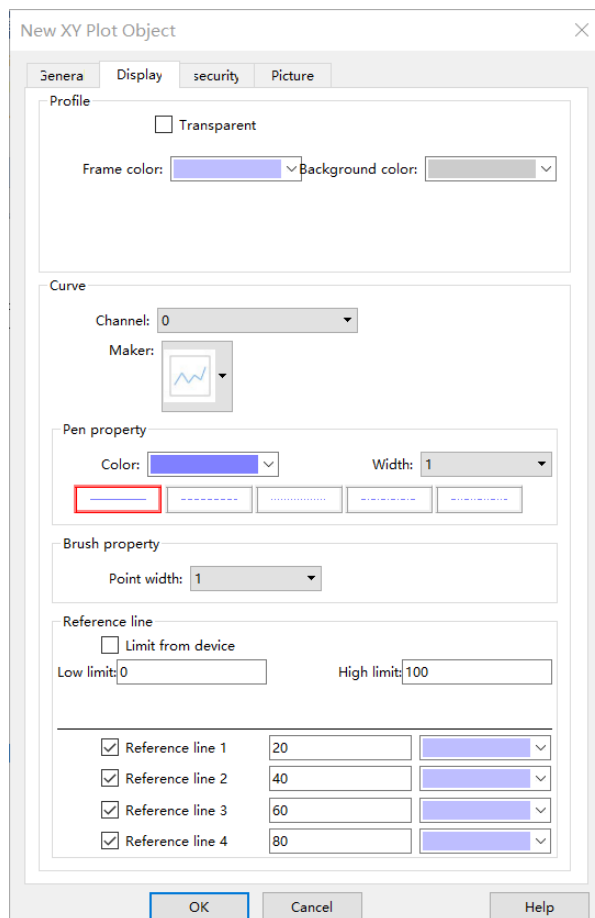 New XY Plot Object
Genera Display security Picture
Profile
Transparent
Frame color: Background color:
Curve
Channel: 0
Maker:
Pen property
Color: Width: 1
Brush property
Point width: 1
Reference line
Limit from device
Low limit: 0 High limit: 100
Reference line 1 20
Reference line 2 40
Reference line 3 60
Reference line 4 80
OK Cancel Help